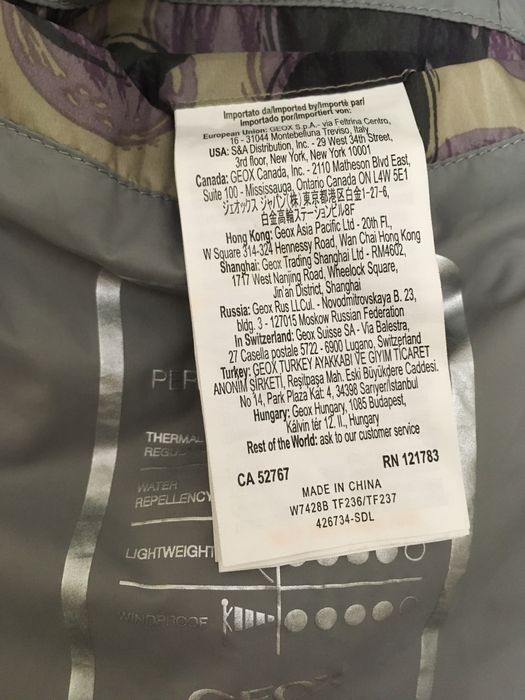 Importato da/Imported by/Importé par/
Importado por/Importiert von:
European Union: GEOX S.p.A.- via Feltrina Centro,
16 - 31044 Montebelluna Treviso, Italy
USA: S&A Distribution, Inc. - 29 West 34th Street,
3rd floor, New York, New York 10001
Canada: GEOX Canada, Inc. - 2110 Matheson Blvd East,
Suite 100 - Mississauga, Ontario Canada ON L4W 5E1
ジェオックス ジャパン(株)東京都港区白金1-27-6,
白金高輪ステーションビル8F
Hong Kong: Geox Asia Pacific Ltd - 20th Fl.,
W Square 314-324 Hennessy Road, Wan Chai Hong Kong
Shanghai: Geox Trading Shanghai Ltd - RM4602,
1717 West Nanjing Road, Wheelock Square,
Jin'an District, Shanghai
Russia: Geox Rus LLCul. - Novodmitrovskaya B. 23,
bldg. 3 - 127015 Moskow Russian Federation
In Switzerland: Geox Suisse SA - Via Balestra,
27 Casella postale 5722 - 6900 Lugano, Switzerland
Turkey: GEOX TURKEY AYAKKABI VE GIYIM TICARET
ANONIM ŞIRKETI, Reşitpaşa Mah. Eski Büyükdere Caddesi.
No 14, Park Plaza Kat: 4, 34398 Sarıyer/İstanbul
Hungary: Geox Hungary, 1085 Budapest,
Kálvin tér 12. II., Hungary
Rest of the World: ask to our customer service
CA 52767 RN 121783
MADE IN CHINA
W7428B TF236/TF237
426734-SDL
THERMAL
WATER
REPELLENCY
LIGHTWEIGHT
WINDPROOF
GEOX